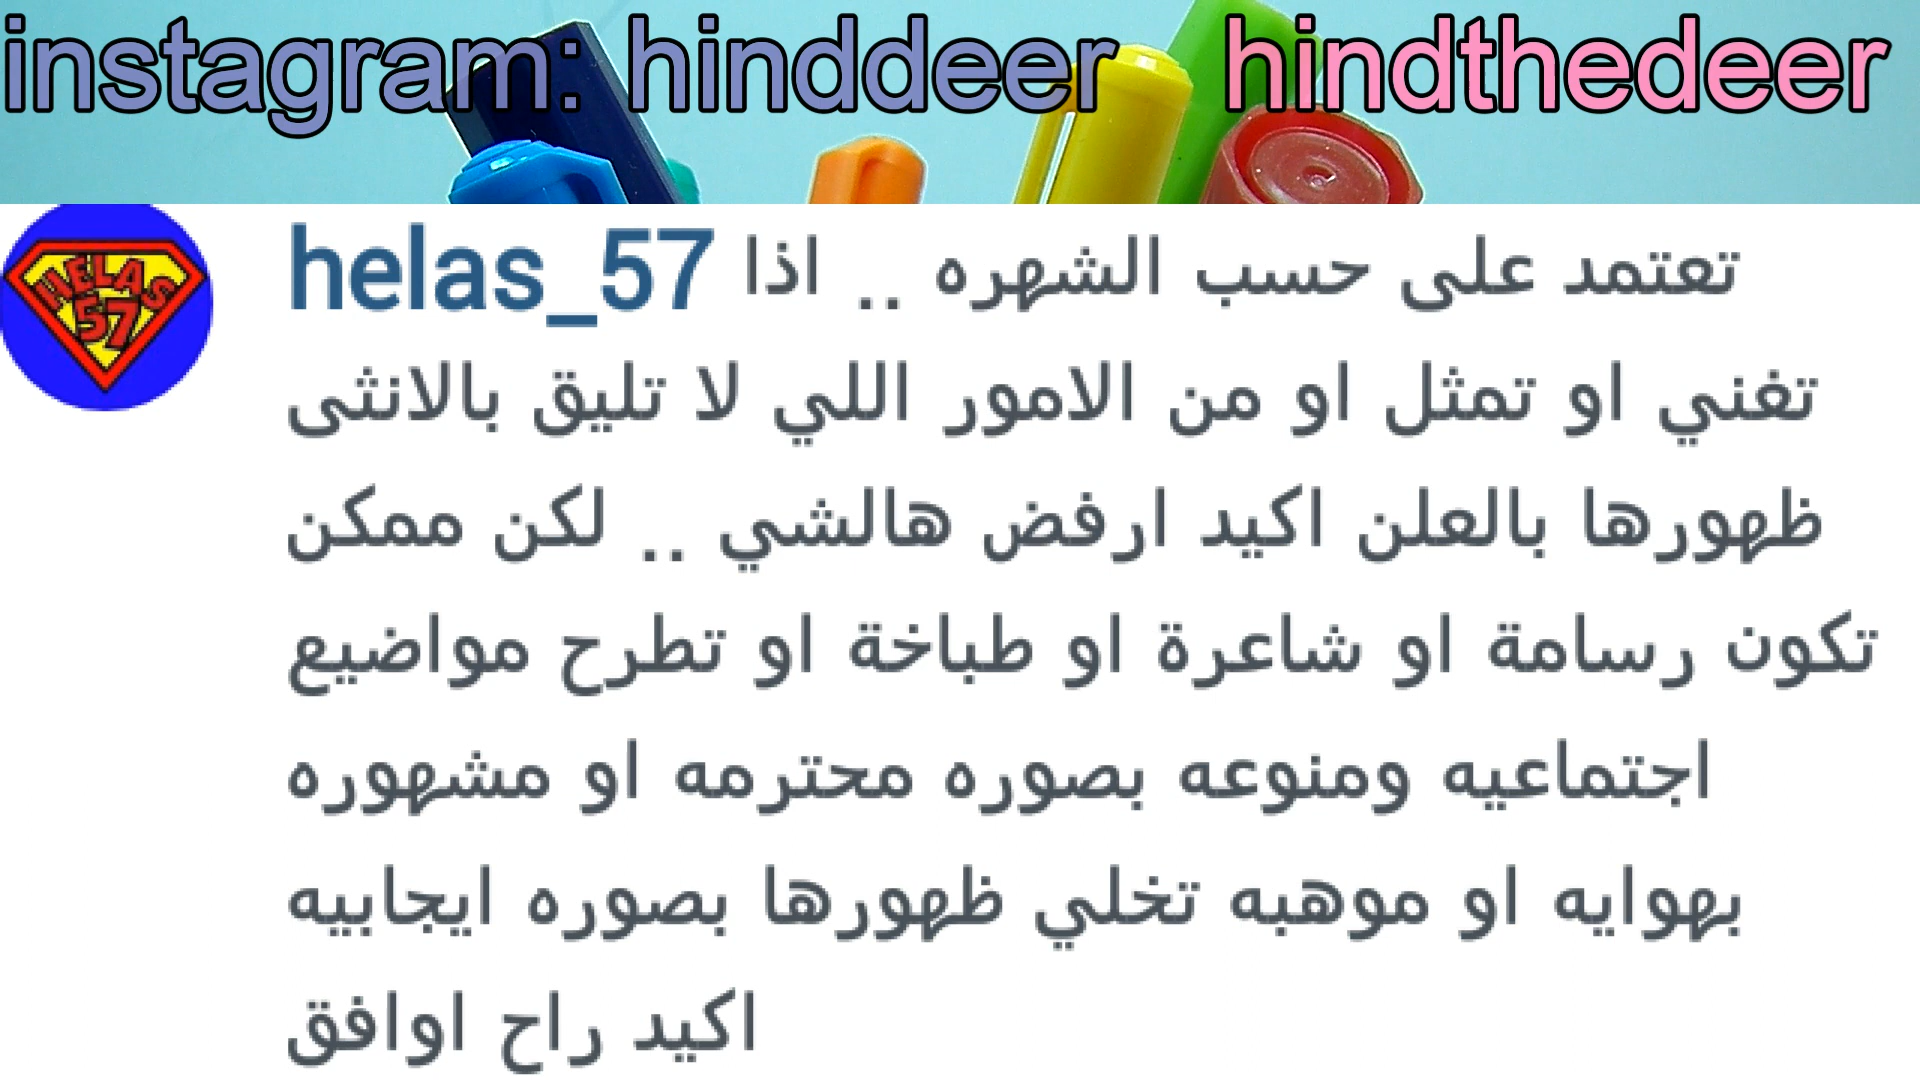 instagram: hinddeer hindthedeer
HELAS
57
helas_57 تعتمد على حسب الشهره .. اذا
تغني او تمثل او من الامور اللي لا تليق بالانثى
ظهورها بالعلن اكيد ارفض هالشي .. لكن ممكن
تكون رسامة او شاعرة او طباخة او تطرح مواضيع
اجتماعيه ومنوعه بصوره محترمه او مشهوره
بهوايه او موهبه تخلي ظهورها بصوره ايجابيه
اكيد راح اوافق